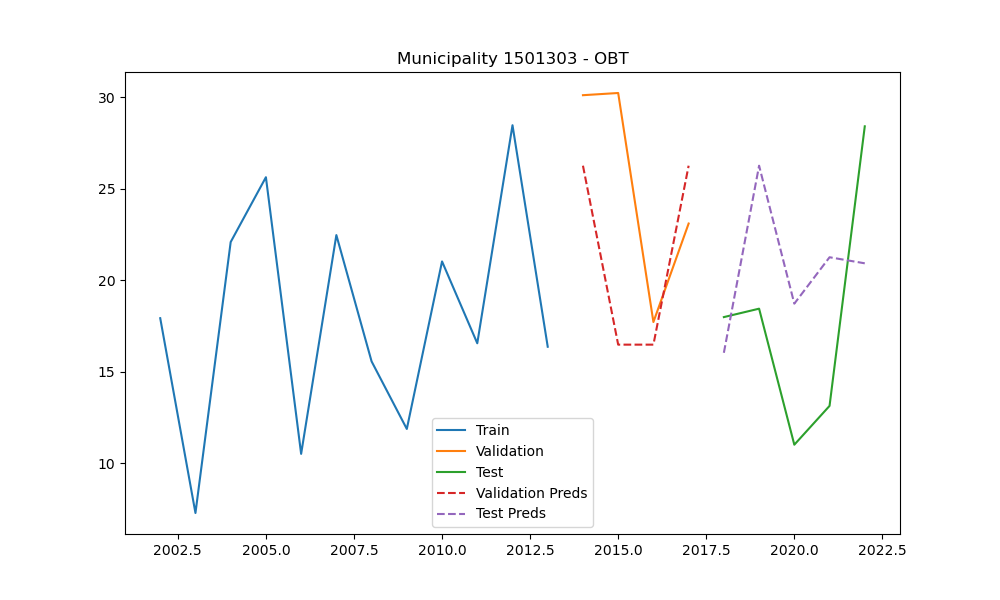 Municipality 1501303 - OBT
30
25
20
15
10
Train
Validation
Test
Validation Preds
Test Preds
2002.5 2005.0 2007.5 2010.0 2012.5 2015.0 2017.5 2020.0 2022.5